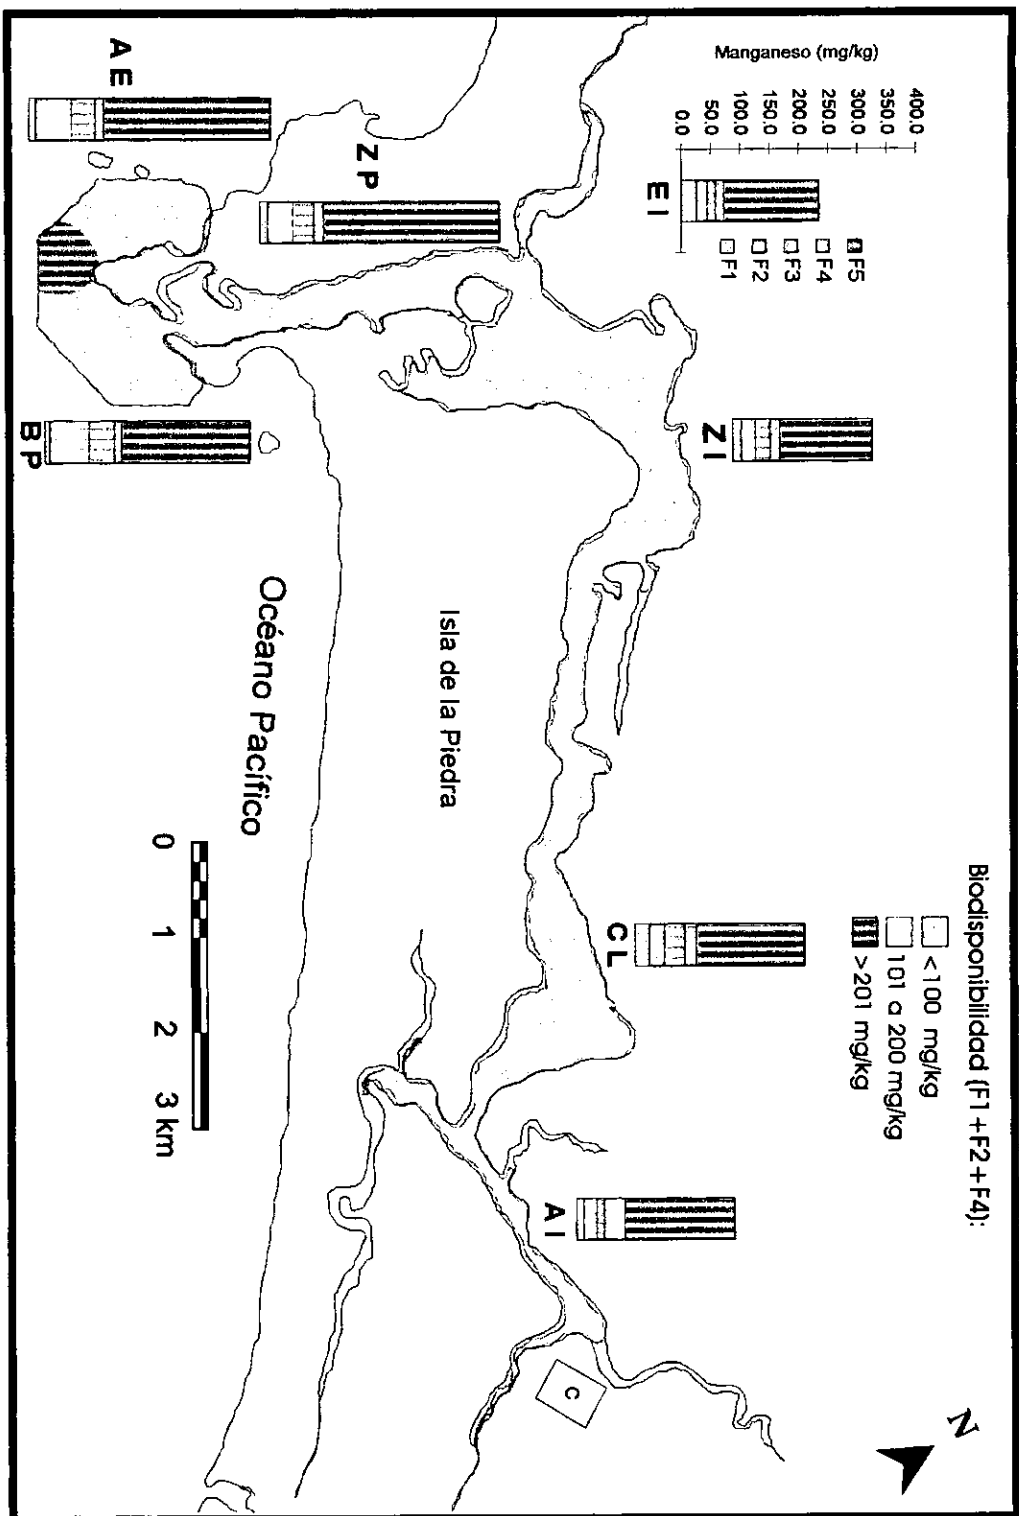 Manganeso (mg/kg)
400.0
350.0
300.0
250.0
200.0
150.0
100.0
50.0
0.0
E I
F5
F4
F3
F2
F1
Biodisponibilidad (F1+F2+F4):
<100 mg/kg
101 a 200 mg/kg
>201 mg/kg
N
A E
Z P
Z I
B P
C L
A I
C
Isla de la Piedra
Océano Pacífico
0 1 2 3 km